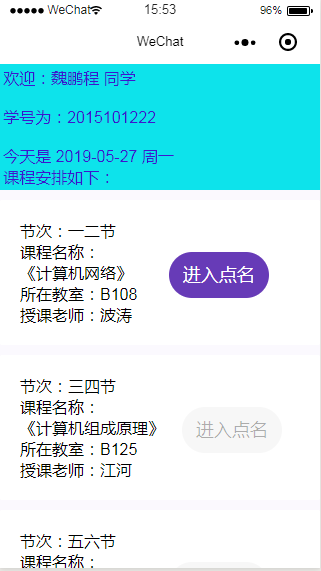 WeChat 15:53 96%
WeChat
欢迎：魏鹏程 同学
学号为：2015101222
今天是 2019-05-27 周一
课程安排如下：
节次：一二节
课程名称：
《计算机网络》
所在教室：B108
授课老师：波涛
进入点名
节次：三四节
课程名称：
《计算机组成原理》
所在教室：B125
授课老师：江河
进入点名
节次：五六节
课程名称：